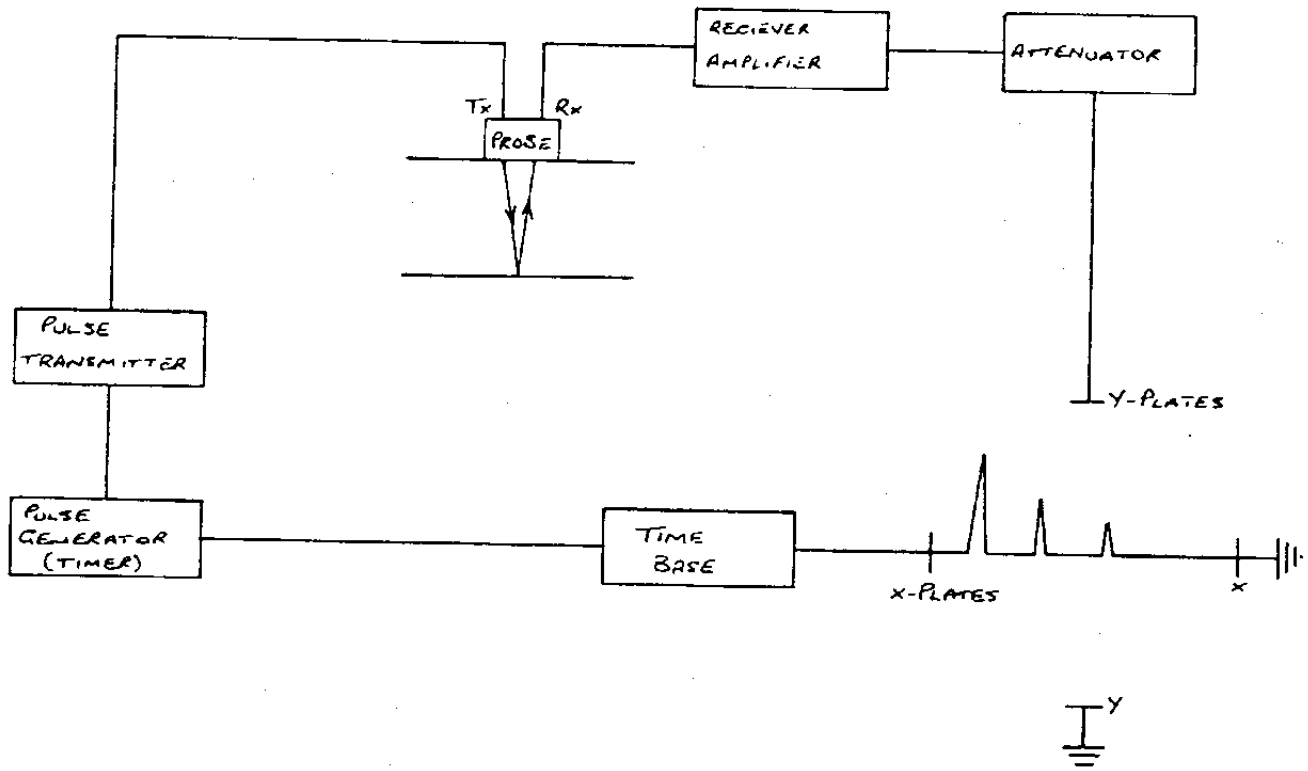 RECIEVER
AMPLIFIER
ATTENUATOR
Tx
Rx
PROBE
PULSE
TRANSMITTER
Y-PLATES
PULSE
GENERATOR
(TIMER)
TIME
BASE
X-PLATES
X
Y